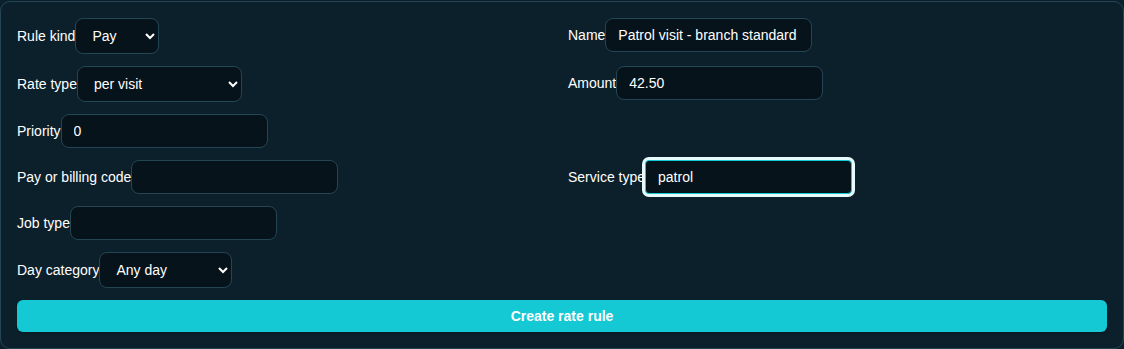 Rule kind Pay Name Patrol visit - branch standard
Rate type per visit Amount 42.50
Priority 0
Pay or billing code Service type patrol
Job type
Day category Any day
Create rate rule